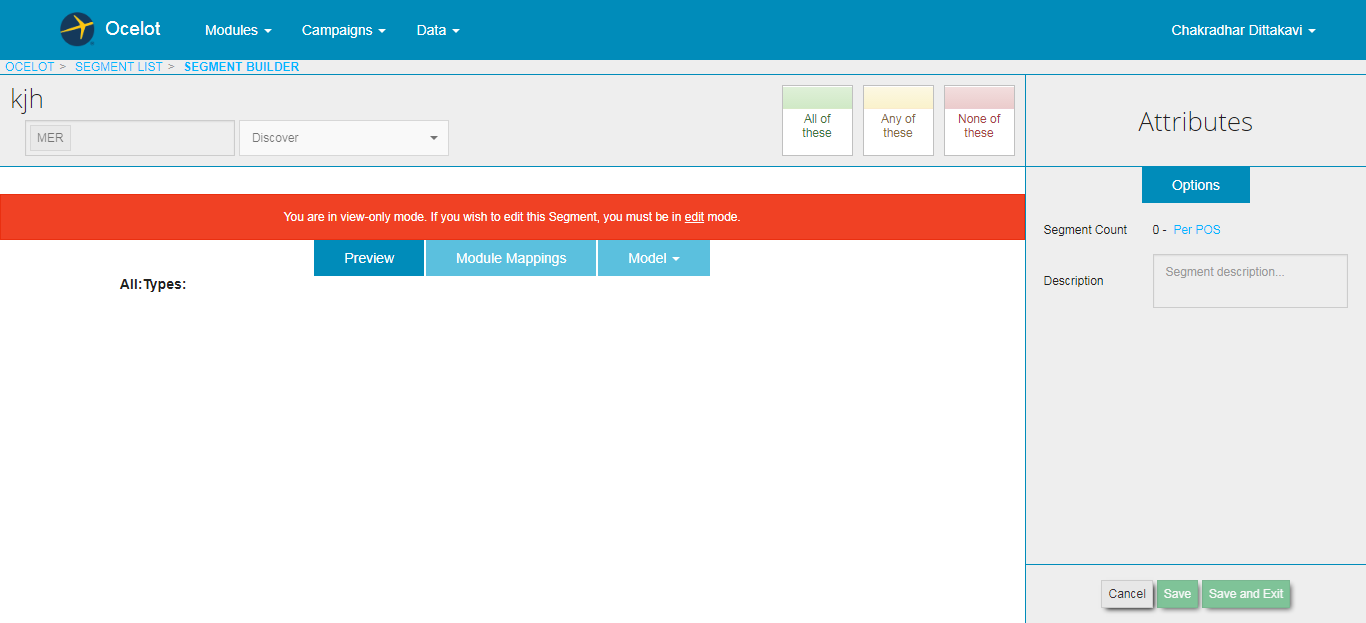 Ocelot
Modules
Campaigns
Data
Chakradhar Dittakavi
OCELOT > SEGMENT LIST > SEGMENT BUILDER
kjh
MER
Discover
All of
these
Any of
these
None of
these
Attributes
Options
You are in view-only mode. If you wish to edit this Segment, you must be in edit mode.
Segment Count
0 - Per POS
Preview
Module Mappings
Model
Description
Segment description...
All:Types:
Cancel
Save
Save and Exit